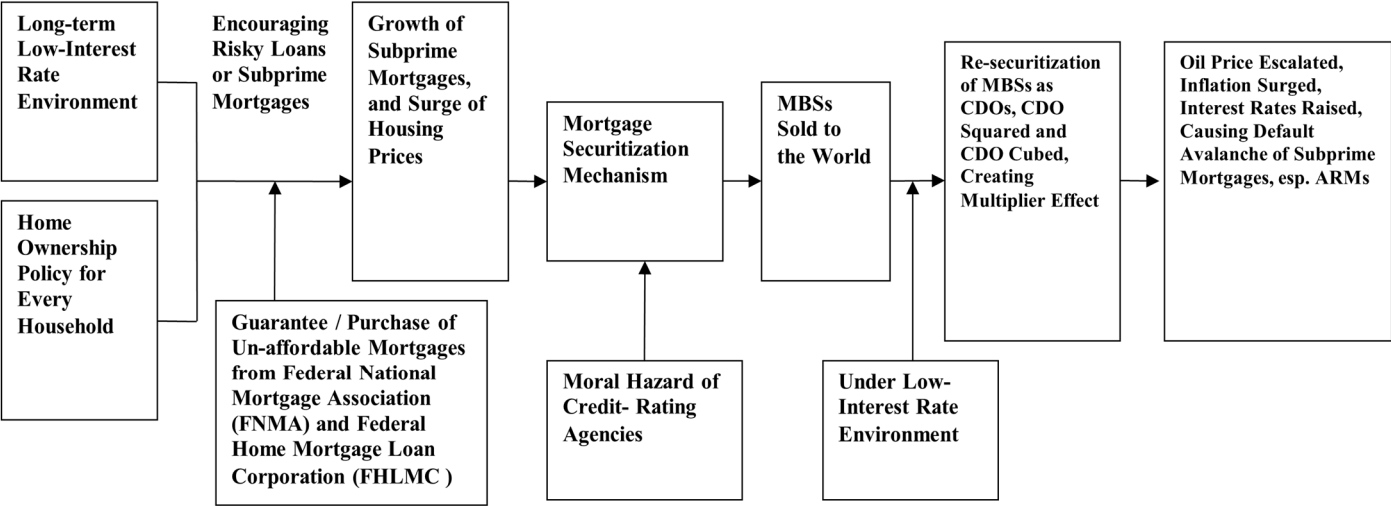 Long-term
Low-Interest
Rate
Environment
Home
Ownership
Policy for
Every
Household
Encouraging
Risky Loans
or Subprime
Mortgages
Guarantee / Purchase of
Un-affordable Mortgages
from Federal National
Mortgage Association
(FNMA) and Federal
Home Mortgage Loan
Corporation (FHLMC )
Growth of
Subprime
Mortgages,
and Surge of
Housing
Prices
Mortgage
Securitization
Mechanism
Moral Hazard of
Credit- Rating
Agencies
MBSs
Sold to
the World
Under Low-
Interest Rate
Environment
Re-securitization
of MBSs as
CDOs, CDO
Squared and
CDO Cubed,
Creating
Multiplier Effect
Oil Price Escalated,
Inflation Surged,
Interest Rates Raised,
Causing Default
Avalanche of Subprime
Mortgages, esp. ARMs